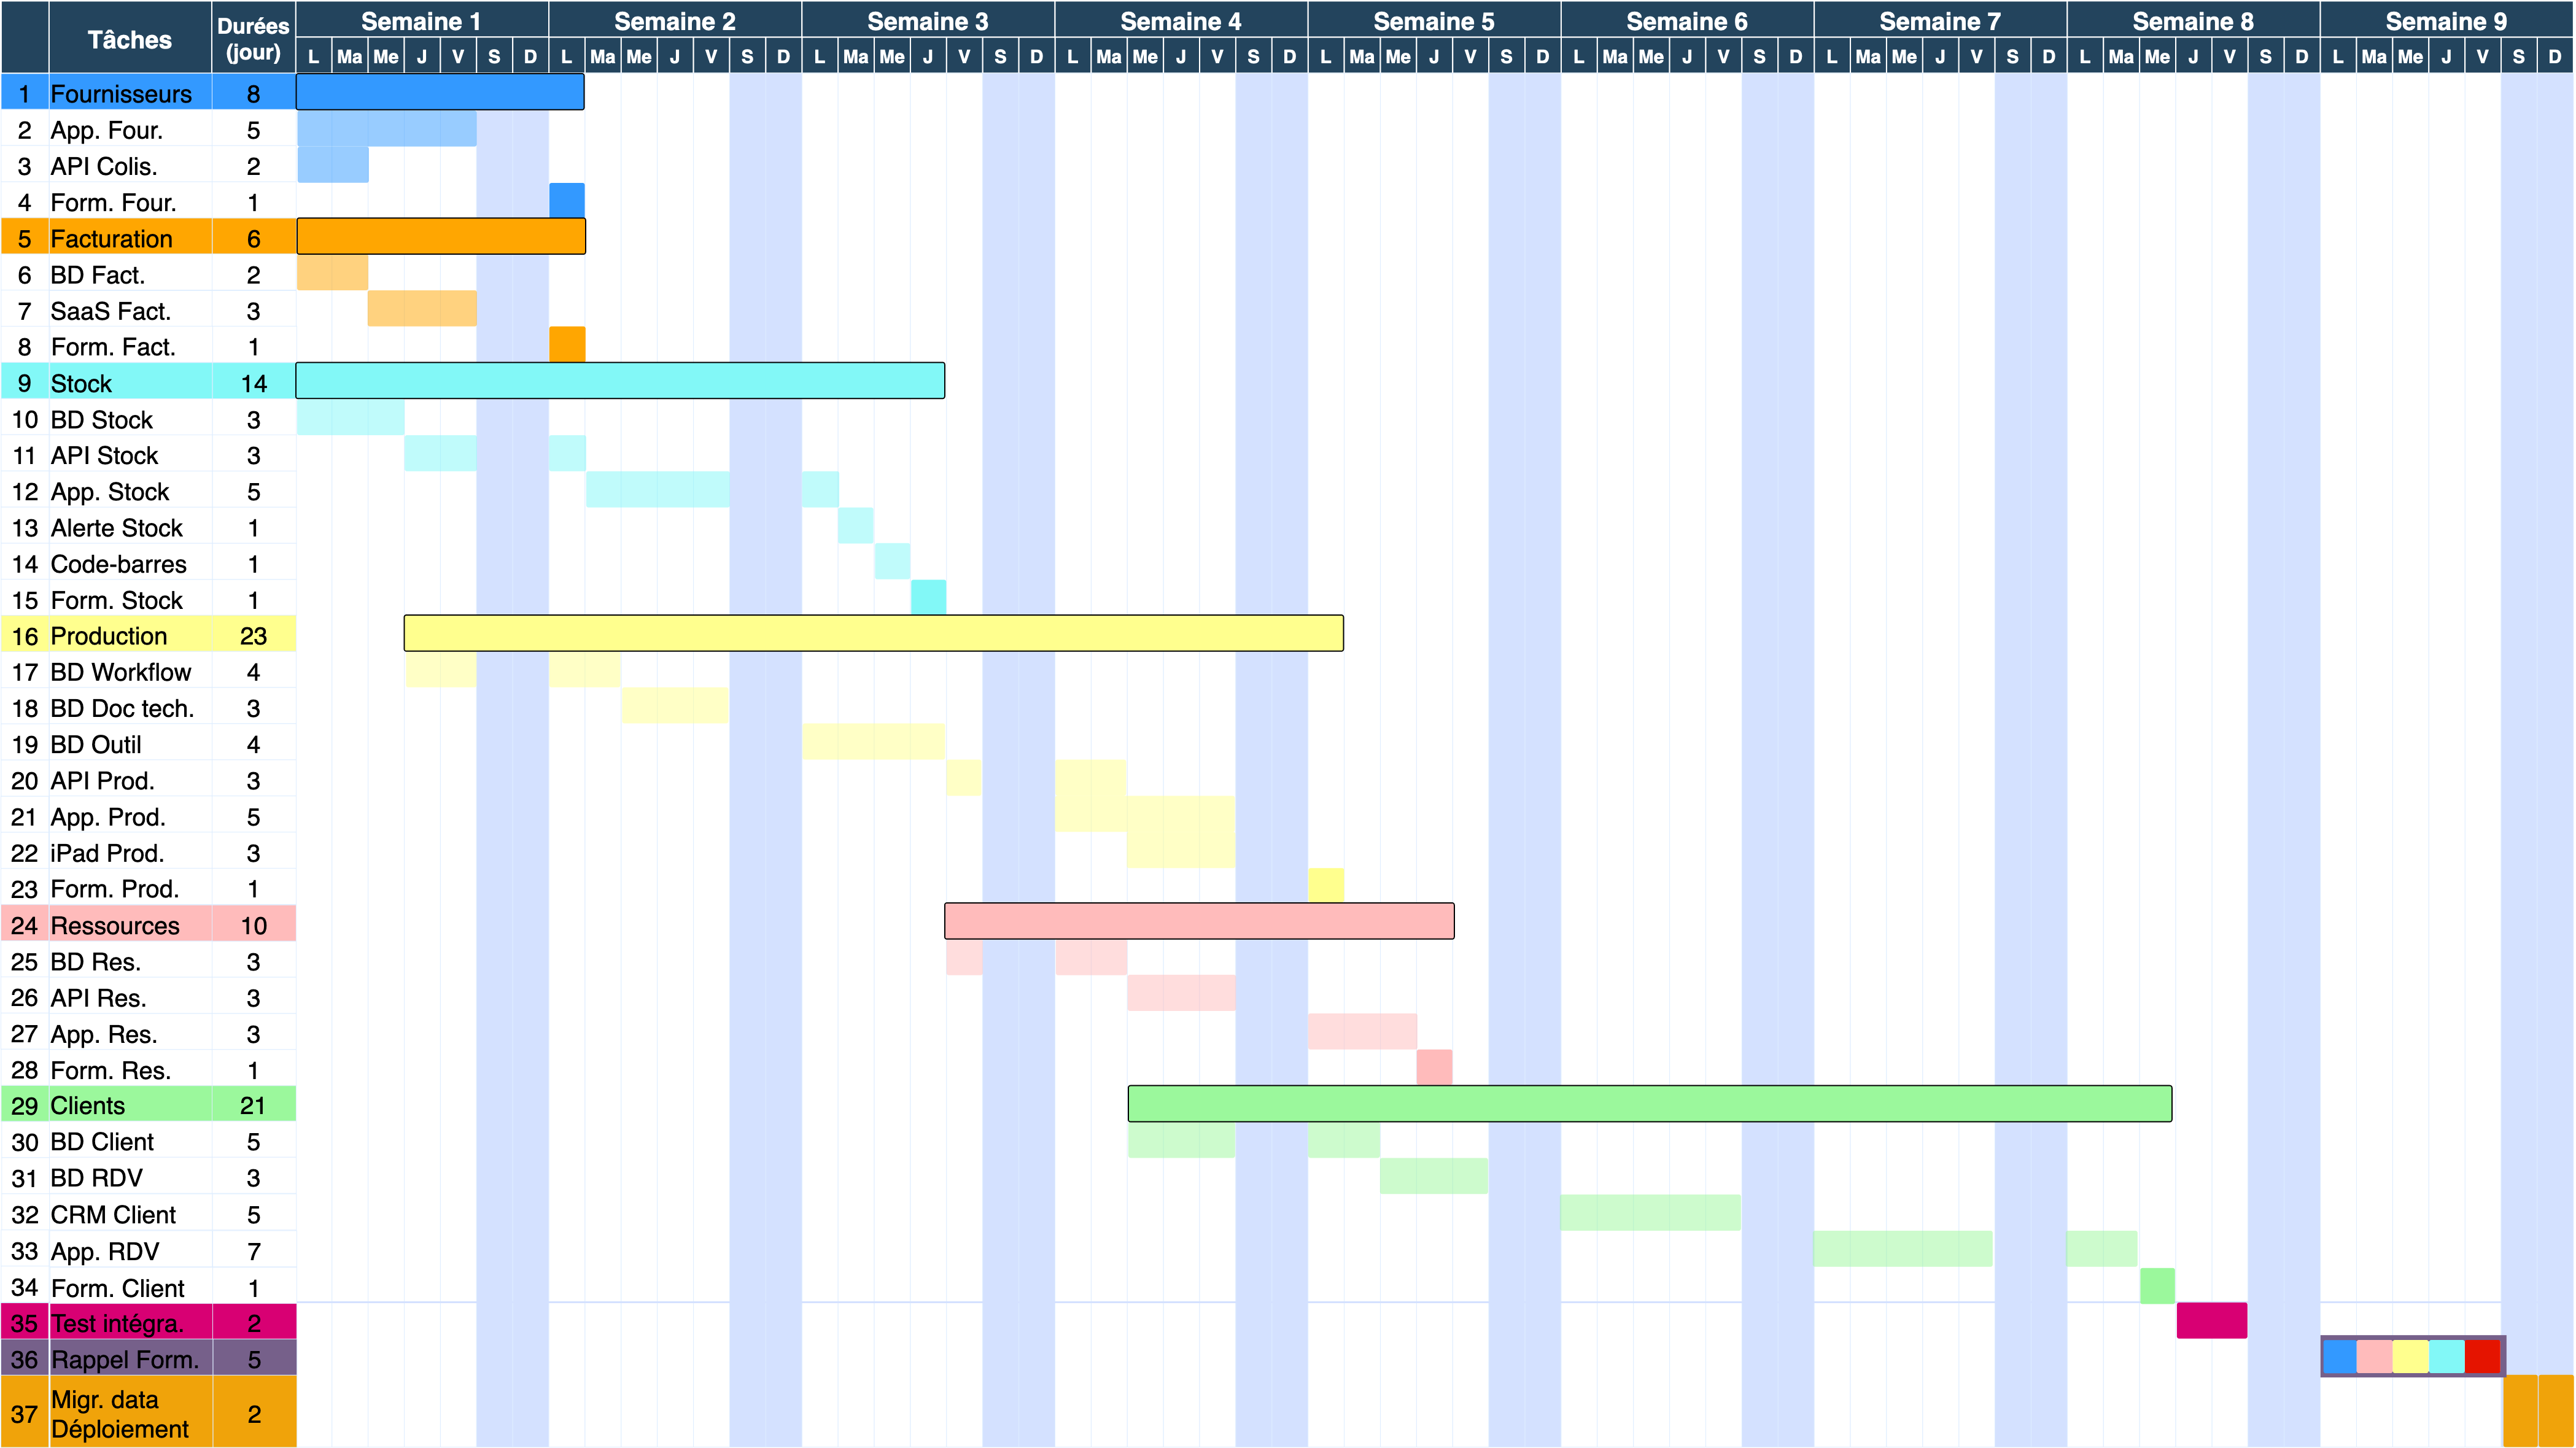 Tâches Durées (jour) Semaine 1 Semaine 2 Semaine 3 Semaine 4 Semaine 5 Semaine 6 Semaine 7 Semaine 8 Semaine 9
L Ma Me J V S D L Ma Me J V S D L Ma Me J V S D L Ma Me J V S D L Ma Me J V S D L Ma Me J V S D L Ma Me J V S D L Ma Me J V S D L Ma Me J V S D
1 Fournisseurs 8
2 App. Four. 5
3 API Colis. 2
4 Form. Four. 1
5 Facturation 6
6 BD Fact. 2
7 SaaS Fact. 3
8 Form. Fact. 1
9 Stock 14
10 BD Stock 3
11 API Stock 3
12 App. Stock 5
13 Alerte Stock 1
14 Code-barres 1
15 Form. Stock 1
16 Production 23
17 BD Workflow 4
18 BD Doc tech. 3
19 BD Outil 4
20 API Prod. 3
21 App. Prod. 5
22 iPad Prod. 3
23 Form. Prod. 1
24 Ressources 10
25 BD Res. 3
26 API Res. 3
27 App. Res. 3
28 Form. Res. 1
29 Clients 21
30 BD Client 5
31 BD RDV 3
32 CRM Client 5
33 App. RDV 7
34 Form. Client 1
35 Test intégra. 2
36 Rappel Form. 5
37 Migr. data
Déploiement 2